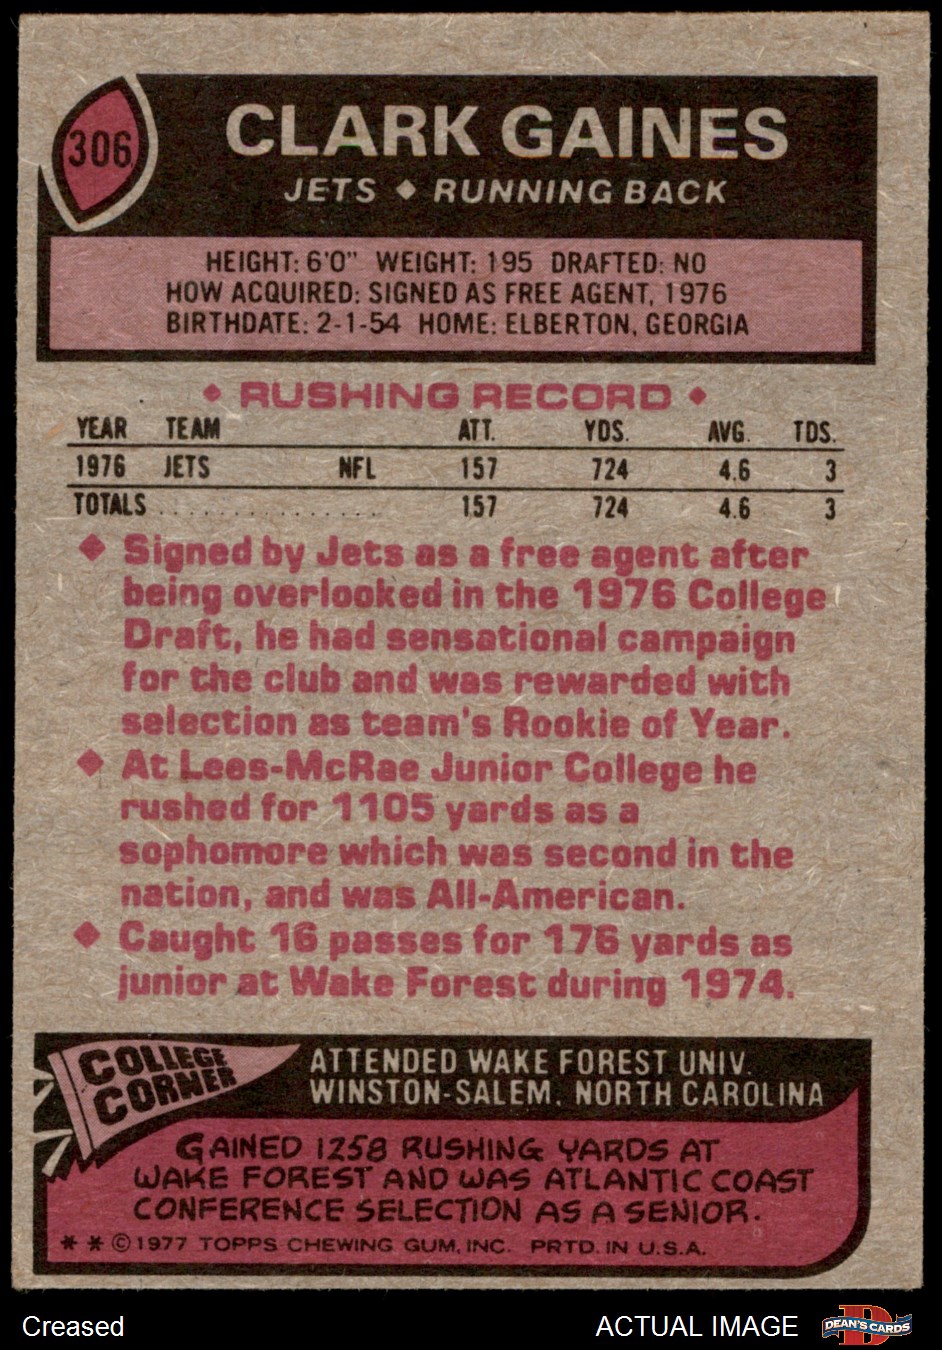 306
CLARK GAINES
JETS ◆ RUNNING BACK
HEIGHT: 6'0" WEIGHT: 195 DRAFTED: NO
HOW ACQUIRED: SIGNED AS FREE AGENT, 1976
BIRTHDATE: 2-1-54 HOME: ELBERTON, GEORGIA
◆ RUSHING RECORD ◆
YEAR TEAM ATT. YDS. AVG. TDS.
1976 JETS NFL 157 724 4.6 3
TOTALS . . . . . . . . . . . . . . . 157 724 4.6 3
◆ Signed by Jets as a free agent after
being overlooked in the 1976 College
Draft, he had sensational campaign
for the club and was rewarded with
selection as team's Rookie of Year.
◆ At Lees-McRae Junior College he
rushed for 1105 yards as a
sophomore which was second in the
nation, and was All-American.
◆ Caught 16 passes for 176 yards as
junior at Wake Forest during 1974.
COLLEGE
CORNER
ATTENDED WAKE FOREST UNIV.
WINSTON-SALEM, NORTH CAROLINA
GAINED 1258 RUSHING YARDS AT
WAKE FOREST AND WAS ATLANTIC COAST
CONFERENCE SELECTION AS A SENIOR.
* * © 1977 TOPPS CHEWING GUM, INC. PRTD. IN U.S.A.
Creased
ACTUAL IMAGE
D
DEAN'S CARDS